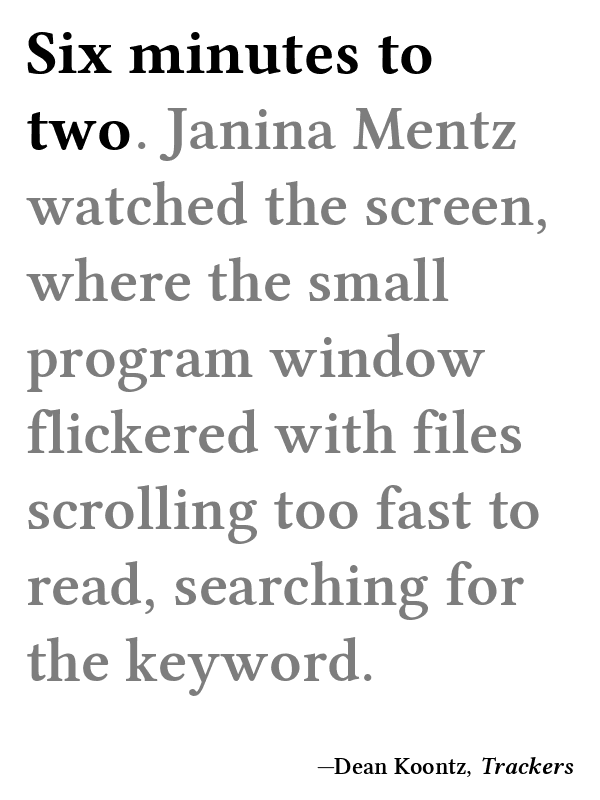 Six minutes to
two. Janina Mentz
watched the screen,
where the small
program window
flickered with files
scrolling too fast to
read, searching for
the keyword.
—Dean Koontz, Trackers